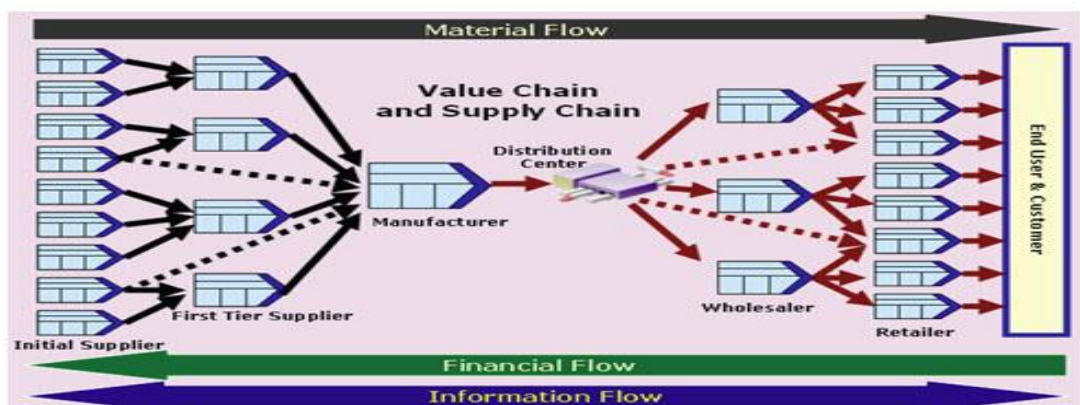 Material Flow
Value Chain
and Supply Chain
Distribution
Center
Manufacturer
Wholesaler
First Tier Supplier
Retailer
Initial Supplier
End User & Customer
Financial Flow
Information Flow